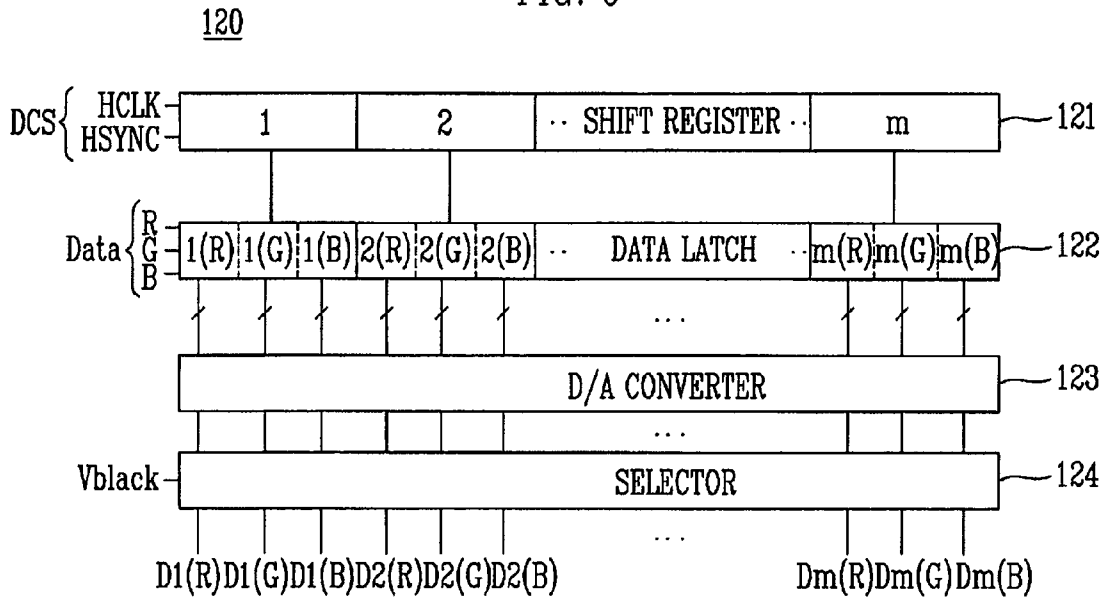 120
DCS { HCLK HSYNC
1 2 ·· SHIFT REGISTER ·· m 121
Data { R G B
1(R) 1(G) 1(B) 2(R) 2(G) 2(B) ·· DATA LATCH ·· m(R) m(G) m(B) 122
...
D/A CONVERTER 123
...
Vblack SELECTOR 124
...
D1(R) D1(G) D1(B) D2(R) D2(G) D2(B) Dm(R) Dm(G) Dm(B)